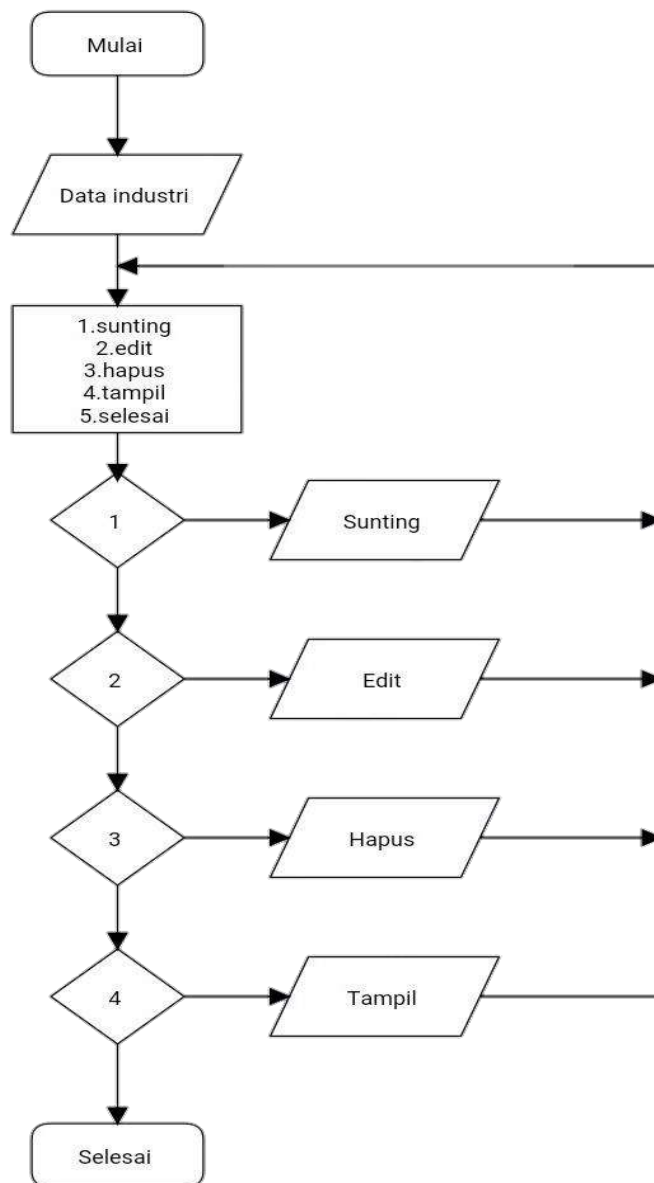 Mulai
Data industri
1.sunting
2.edit
3.hapus
4.tampil
5.selesai
1
Sunting
2
Edit
3
Hapus
4
Tampil
Selesai